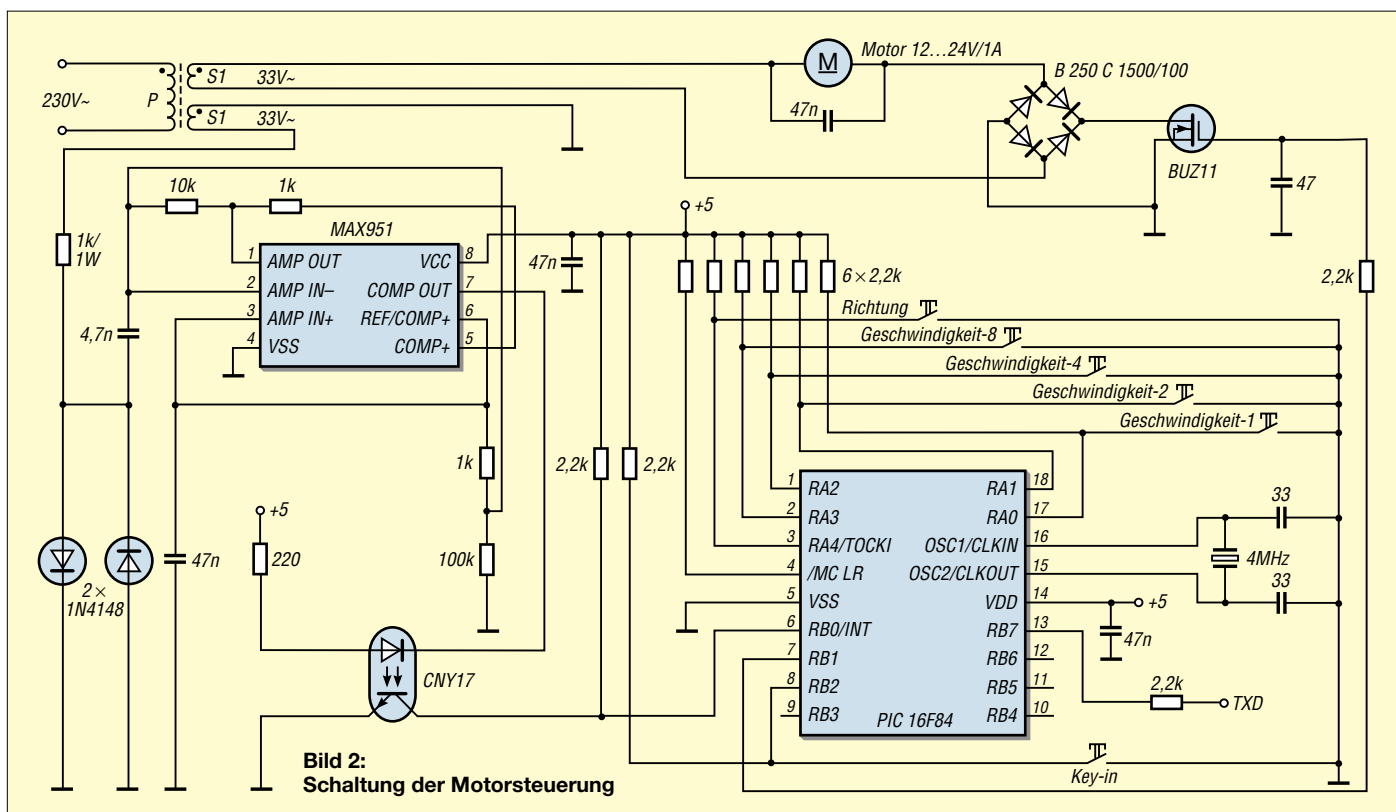 Motor 12…24V/1A
B 250 C 1500/100
S1 33V~
M
230V~
P
47n
S1 33V~
BUZ11
47
10k
1k
+5
MAX951
1k/
1W
1 AMP OUT VCC 8
47n
6×2,2k
2,2k
2 AMP IN– COMP OUT 7
Richtung
3 AMP IN+ REF/COMP+ 6
4,7n
Geschwindigkeit-8
4 VSS COMP+ 5
Geschwindigkeit-4
Geschwindigkeit-2
Geschwindigkeit-1
1k
2,2k
2,2k
1 RA2 RA1 18
33
2 RA3 RA0 17
+5
3 RA4/TOCKI OSC1/CLKIN 16
47n
220
100k
4MHz
4 /MC LR OSC2/CLKOUT 15
33
2×
1N4148
5 VSS VDD 14
+5
6 RB0/INT RB7 13
47n
7 RB1 RB6 12
CNY17
8 RB2 RB5 11
2,2k
TXD
9 RB3 PIC 16F84 RB4 10
Bild 2:
Schaltung der Motorsteuerung
Key-in